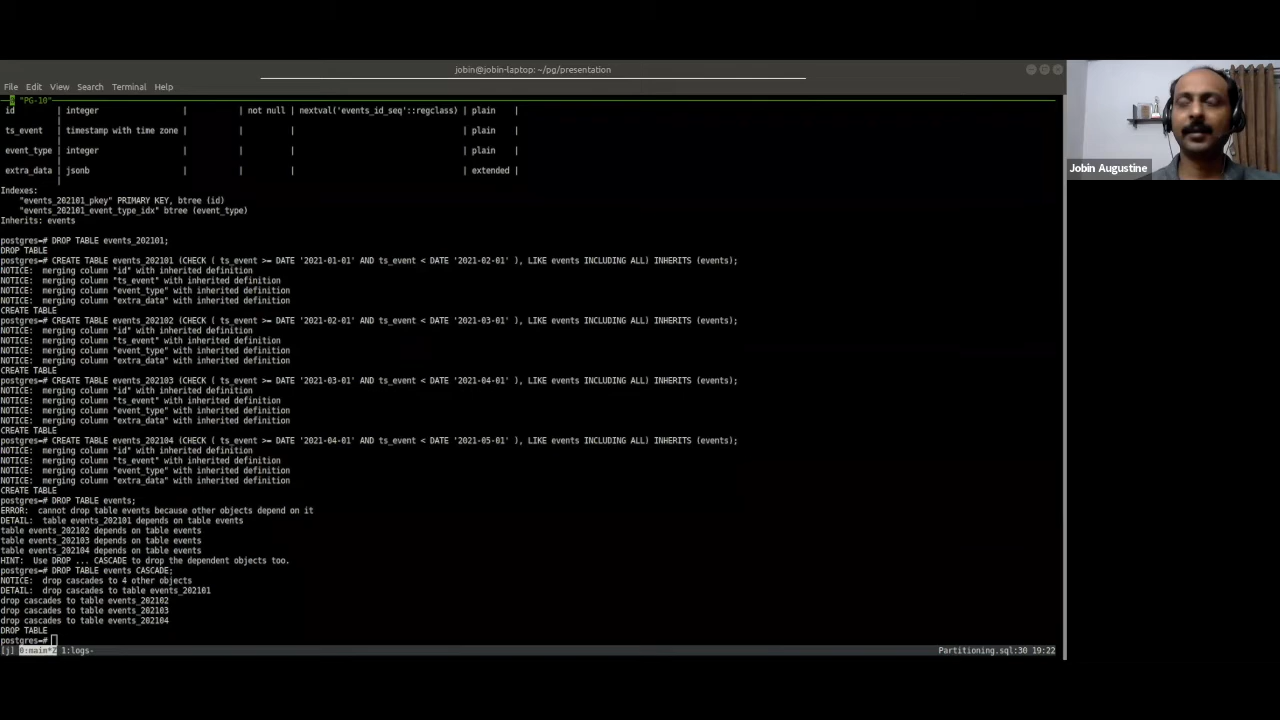 jobin@jobin-laptop: ~/pg/presentation
File Edit View Search Terminal Help
0 "PG-10"
id | integer | | not null | nextval('events_id_seq'::regclass) | plain |
|
ts_event | timestamp with time zone | | | | plain |
|
event_type | integer | | | | plain |
|
extra_data | jsonb | | | | extended |
|
Indexes:
"events_202101_pkey" PRIMARY KEY, btree (id)
"events_202101_event_type_idx" btree (event_type)
Inherits: events
postgres=# DROP TABLE events_202101;
DROP TABLE
postgres=# CREATE TABLE events_202101 (CHECK ( ts_event >= DATE '2021-01-01' AND ts_event < DATE '2021-02-01' ), LIKE events INCLUDING ALL) INHERITS (events);
NOTICE: merging column "id" with inherited definition
NOTICE: merging column "ts_event" with inherited definition
NOTICE: merging column "event_type" with inherited definition
NOTICE: merging column "extra_data" with inherited definition
CREATE TABLE
postgres=# CREATE TABLE events_202102 (CHECK ( ts_event >= DATE '2021-02-01' AND ts_event < DATE '2021-03-01' ), LIKE events INCLUDING ALL) INHERITS (events);
NOTICE: merging column "id" with inherited definition
NOTICE: merging column "ts_event" with inherited definition
NOTICE: merging column "event_type" with inherited definition
NOTICE: merging column "extra_data" with inherited definition
CREATE TABLE
postgres=# CREATE TABLE events_202103 (CHECK ( ts_event >= DATE '2021-03-01' AND ts_event < DATE '2021-04-01' ), LIKE events INCLUDING ALL) INHERITS (events);
NOTICE: merging column "id" with inherited definition
NOTICE: merging column "ts_event" with inherited definition
NOTICE: merging column "event_type" with inherited definition
NOTICE: merging column "extra_data" with inherited definition
CREATE TABLE
postgres=# CREATE TABLE events_202104 (CHECK ( ts_event >= DATE '2021-04-01' AND ts_event < DATE '2021-05-01' ), LIKE events INCLUDING ALL) INHERITS (events);
NOTICE: merging column "id" with inherited definition
NOTICE: merging column "ts_event" with inherited definition
NOTICE: merging column "event_type" with inherited definition
NOTICE: merging column "extra_data" with inherited definition
CREATE TABLE
postgres=# DROP TABLE events;
ERROR: cannot drop table events because other objects depend on it
DETAIL: table events_202101 depends on table events
table events_202102 depends on table events
table events_202103 depends on table events
table events_202104 depends on table events
HINT: Use DROP ... CASCADE to drop the dependent objects too.
postgres=# DROP TABLE events CASCADE;
NOTICE: drop cascades to 4 other objects
DETAIL: drop cascades to table events_202101
drop cascades to table events_202102
drop cascades to table events_202103
drop cascades to table events_202104
DROP TABLE
postgres=#
[j] 0:main*Z 1:logs- Partitioning.sql:30 19:22
Jobin Augustine